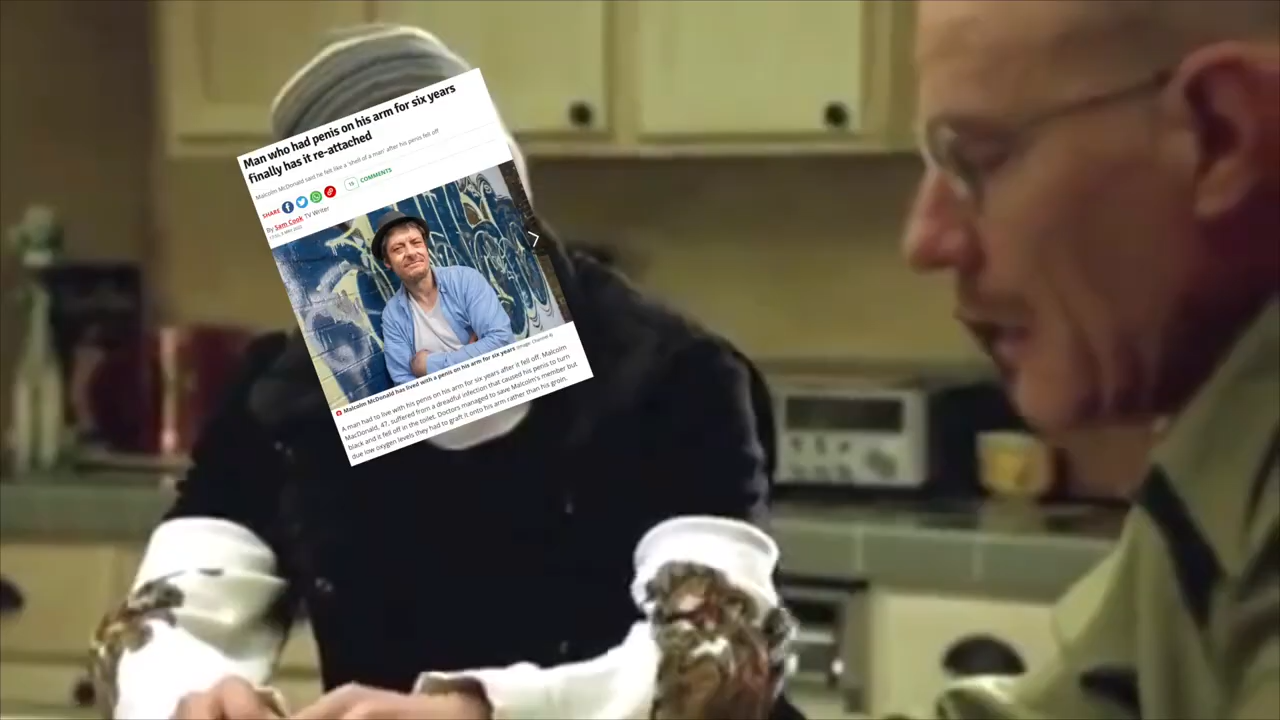 Man who had penis on his arm for six years
finally has it re-attached
Malcolm McDonald said he felt like a 'shell of a man' after his penis fell off
SHARE
19 COMMENTS
By Sam Cook TV Writer
Malcolm McDonald has lived with a penis on his arm for six years (Image: Channel 4)
A man had to live with his penis on his arm for six years after it fell off. Malcolm
MacDonald, 47, suffered from a dreadful infection that caused his penis to turn
black and it fell off in the toilet. Doctors managed to save Malcolm's member but
due low oxygen levels they had to graft it onto his arm rather than his groin.